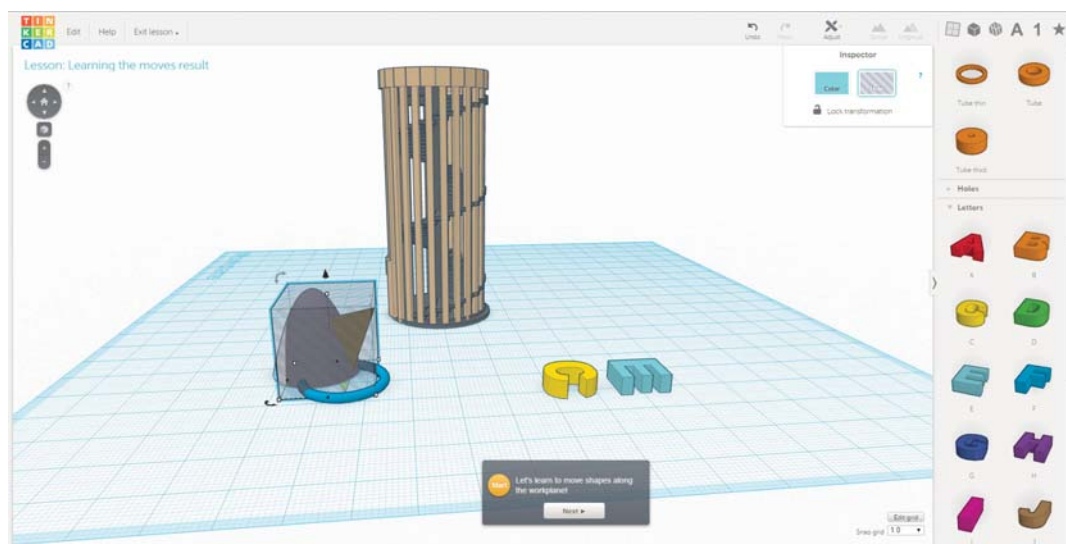 TIN
KER
CAD
Edit Help Exit lesson
Undo
Adjust
Lesson: Learning the moves result
?
Inspector
Color
?
Lock transformation
A 1
Tube thin Tube
Tube thick
Holes
Letters
A B
C D
E F
G H
Start
Let's learn to move shapes along
the workplane!
Next
Edit grid
Snap grid 1.0